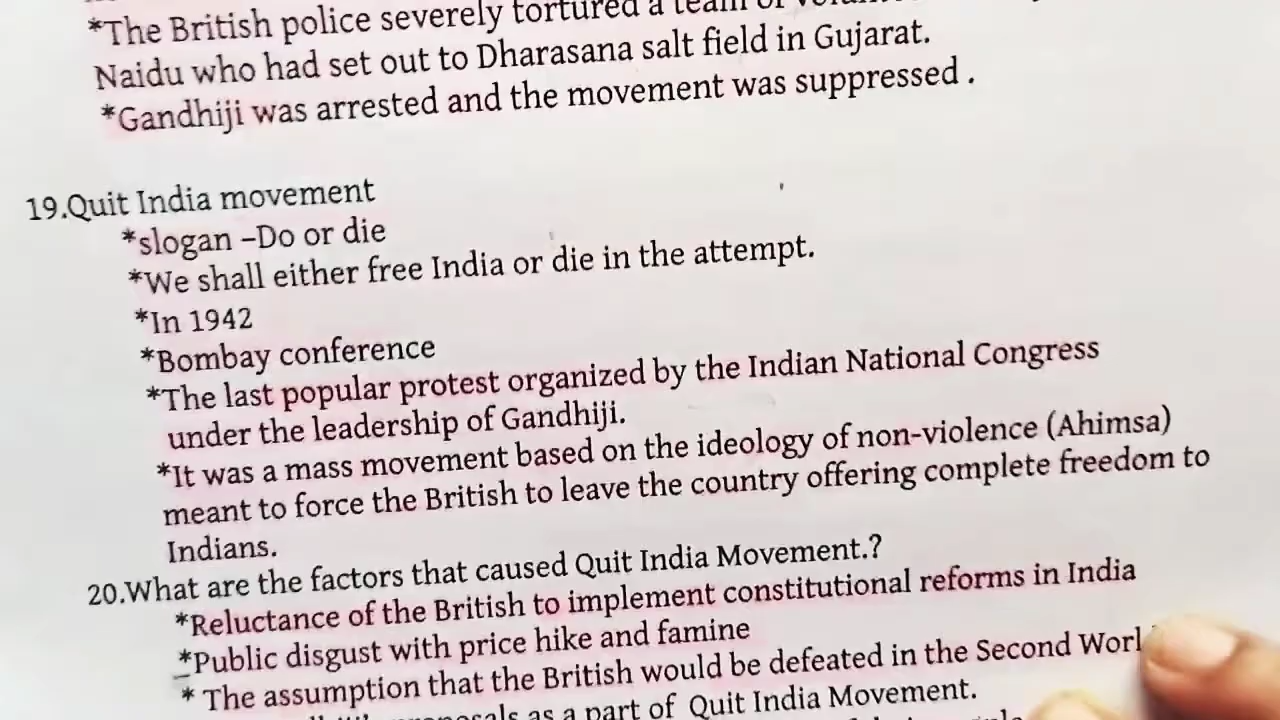 *The British police severely tortured a team of
Naidu who had set out to Dharasana salt field in Gujarat.
*Gandhiji was arrested and the movement was suppressed .
19.Quit India movement
*slogan –Do or die
*We shall either free India or die in the attempt.
*In 1942
*Bombay conference
*The last popular protest organized by the Indian National Congress
under the leadership of Gandhiji.
*It was a mass movement based on the ideology of non-violence (Ahimsa)
meant to force the British to leave the country offering complete freedom to
Indians.
20.What are the factors that caused Quit India Movement.?
*Reluctance of the British to implement constitutional reforms in India
*Public disgust with price hike and famine
* The assumption that the British would be defeated in the Second
proposals as a part of Quit India Movement.